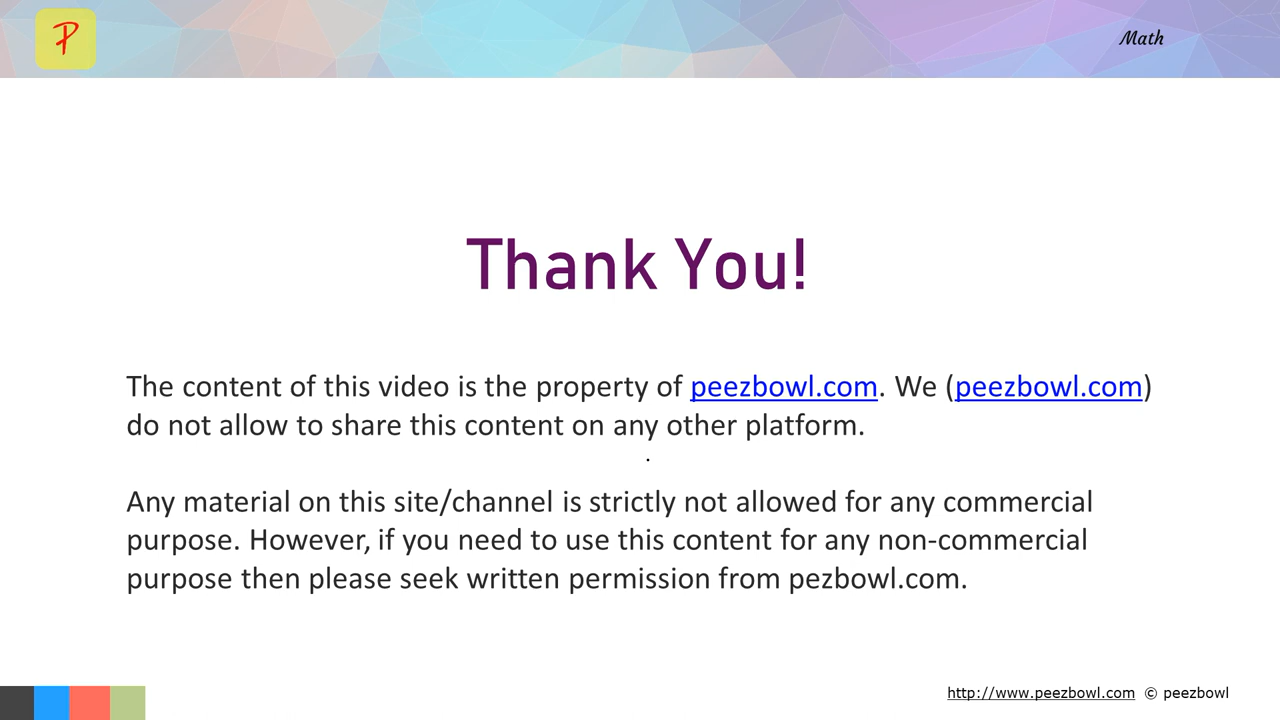 P
Math
Thank You!
The content of this video is the property of peezbowl.com. We (peezbowl.com)
do not allow to share this content on any other platform.
.
Any material on this site/channel is strictly not allowed for any commercial
purpose. However, if you need to use this content for any non-commercial
purpose then please seek written permission from pezbowl.com.
http://www.peezbowl.com © peezbowl